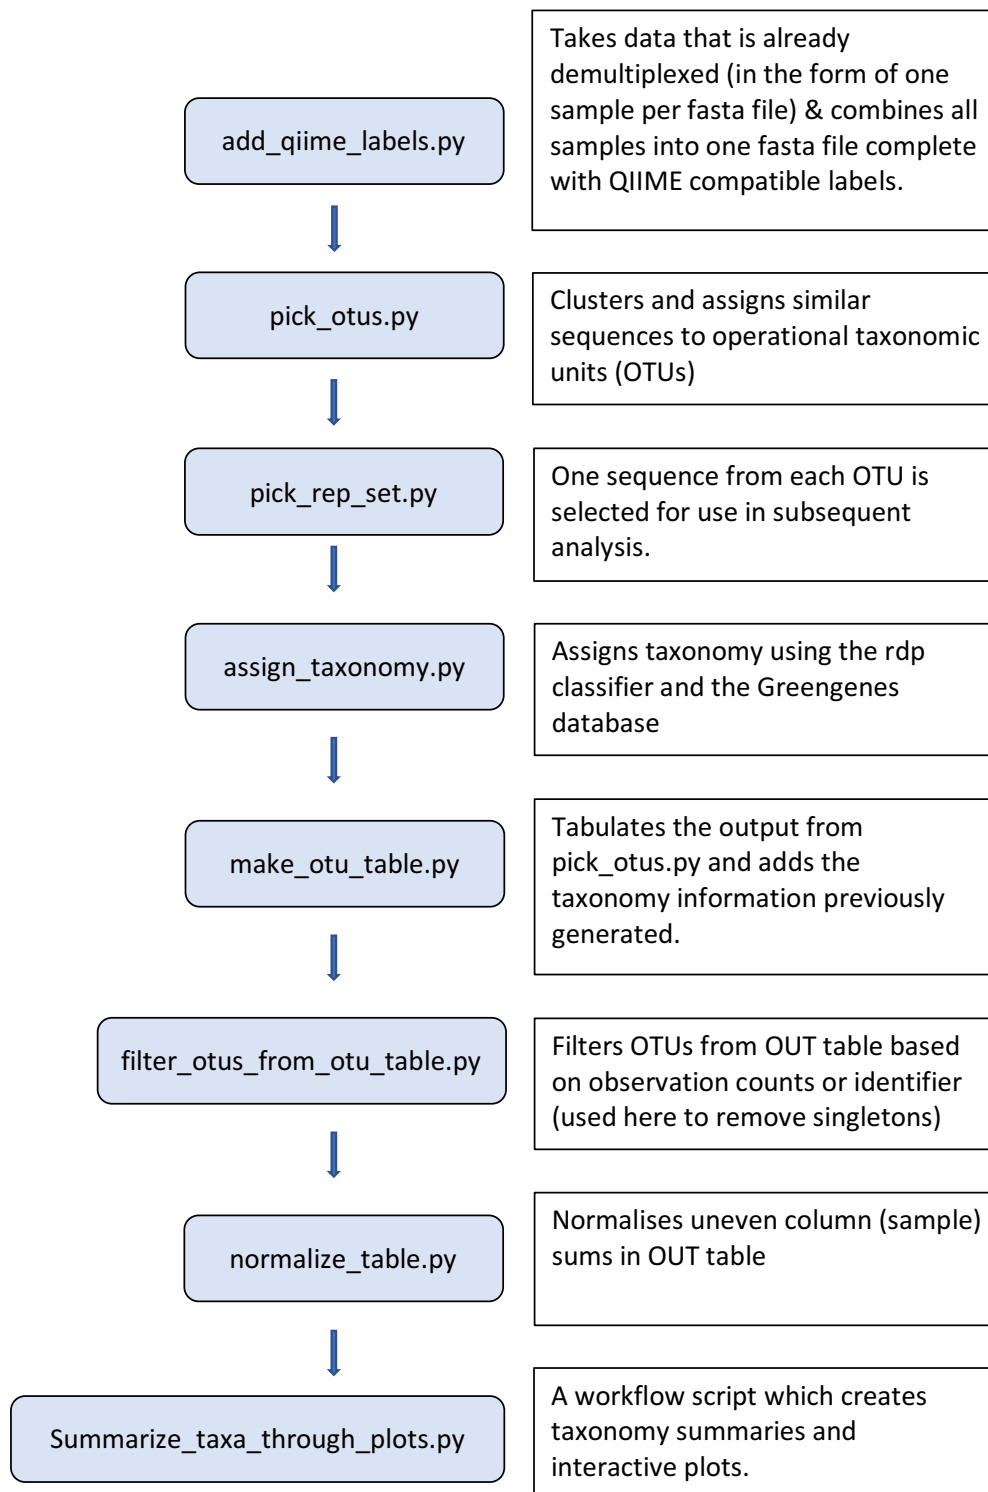 add_qiime_labels.py
Takes data that is already
demultiplexed (in the form of one
sample per fasta file) & combines all
samples into one fasta file complete
with QIIME compatible labels.
pick_otus.py
Clusters and assigns similar
sequences to operational taxonomic
units (OTUs)
pick_rep_set.py
One sequence from each OTU is
selected for use in subsequent
analysis.
assign_taxonomy.py
Assigns taxonomy using the rdp
classifier and the Greengenes
database
make_otu_table.py
Tabulates the output from
pick_otus.py and adds the
taxonomy information previously
generated.
filter_otus_from_otu_table.py
Filters OTUs from OUT table based
on observation counts or identifier
(used here to remove singletons)
normalize_table.py
Normalises uneven column (sample)
sums in OUT table
Summarize_taxa_through_plots.py
A workflow script which creates
taxonomy summaries and
interactive plots.